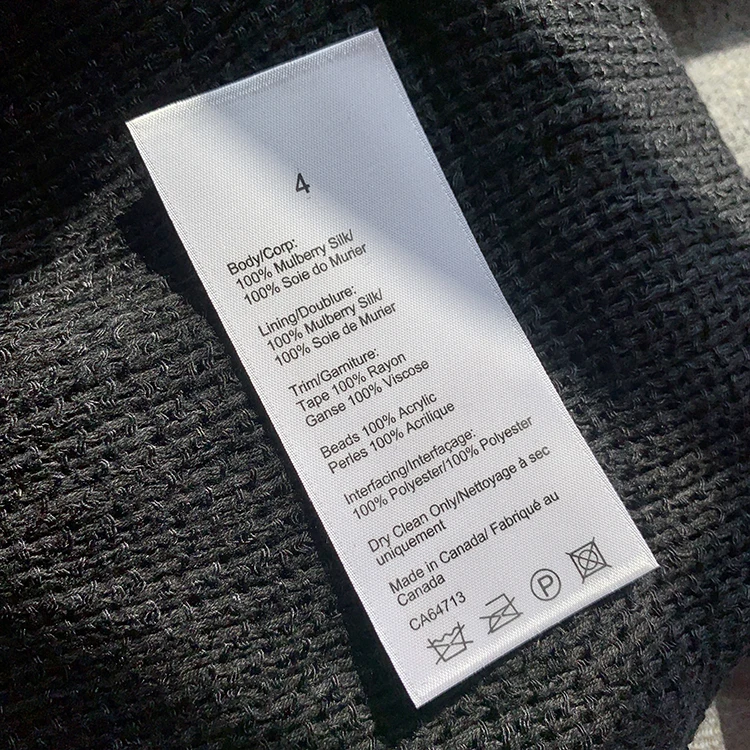 4
Body/Corp:
100% Mulberry Silk/
100% Soie do Murier
Lining/Doublure:
100% Mulberry Silk/
100% Soie de Murier
Trim/Garniture:
Tape 100% Rayon
Ganse 100% Viscose
Beads 100% Acrylic
Perles 100% Acrilique
Interfacing/Interfaçage:
100% Polyester/100% Polyester
Dry Clean Only/Nettoyage à sec
uniquement
Made in Canada/ Fabriqué au
Canada
CA64713
P